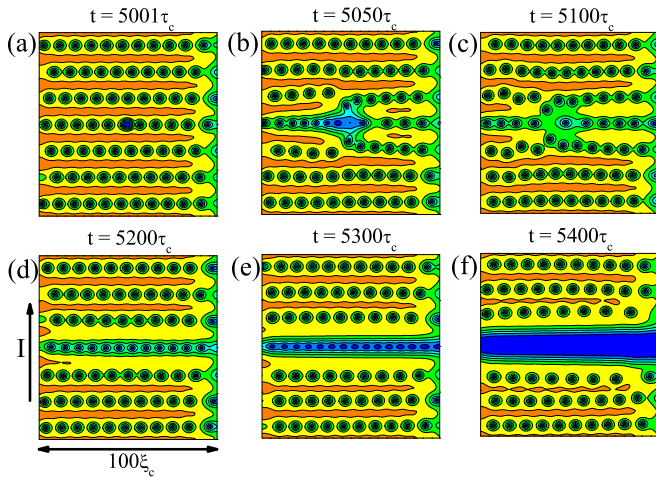 t = 5001τc
t = 5050τc
t = 5100τc
(a)
(b)
(c)
t = 5200τc
t = 5300τc
t = 5400τc
(d)
(e)
(f)
I
100ξc